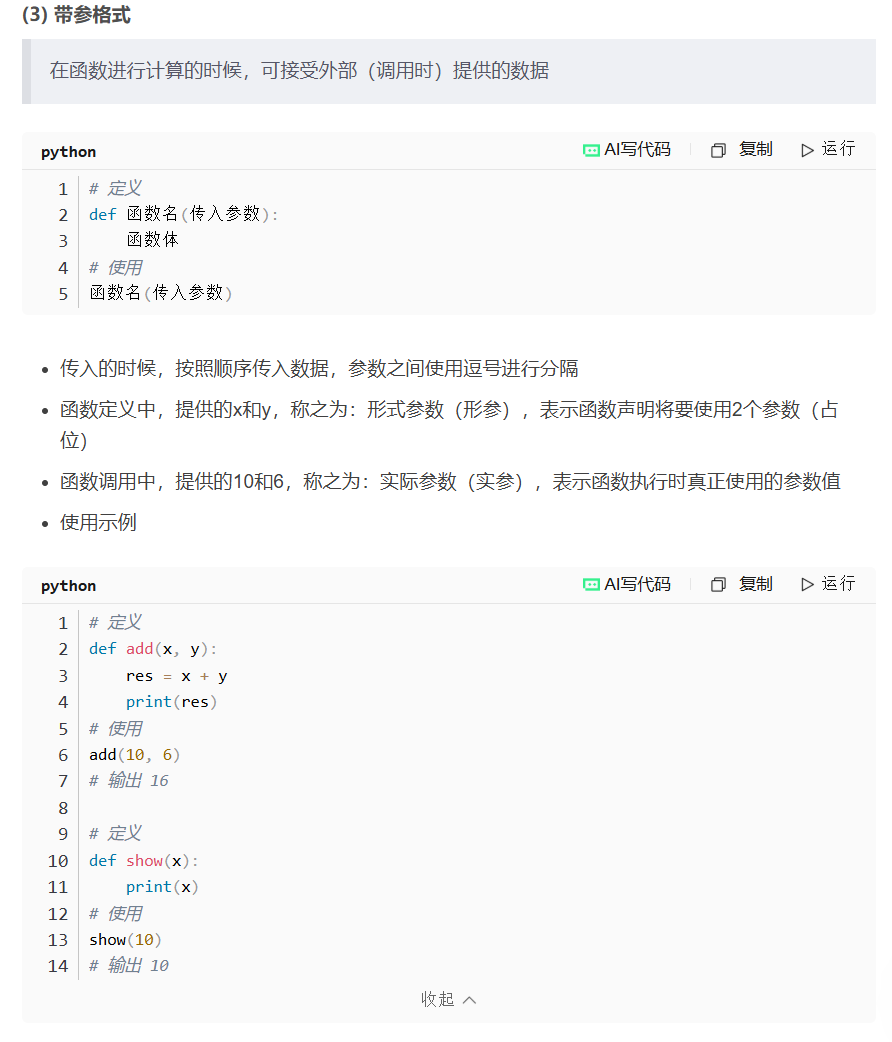 (3) 带参格式
在函数进行计算的时候，可接受外部（调用时）提供的数据
python AI写代码 复制 运行
1 # 定义
2 def 函数名(传入参数):
3     函数体
4 # 使用
5 函数名(传入参数)
• 传入的时候，按照顺序传入数据，参数之间使用逗号进行分隔
• 函数定义中，提供的x和y，称之为：形式参数（形参），表示函数声明将要使用2个参数（占
位）
• 函数调用中，提供的10和6，称之为：实际参数（实参），表示函数执行时真正使用的参数值
• 使用示例
python AI写代码 复制 运行
1 # 定义
2 def add(x, y):
3     res = x + y
4     print(res)
5 # 使用
6 add(10, 6)
7 # 输出 16
8
9 # 定义
10 def show(x):
11     print(x)
12 # 使用
13 show(10)
14 # 输出 10
收起